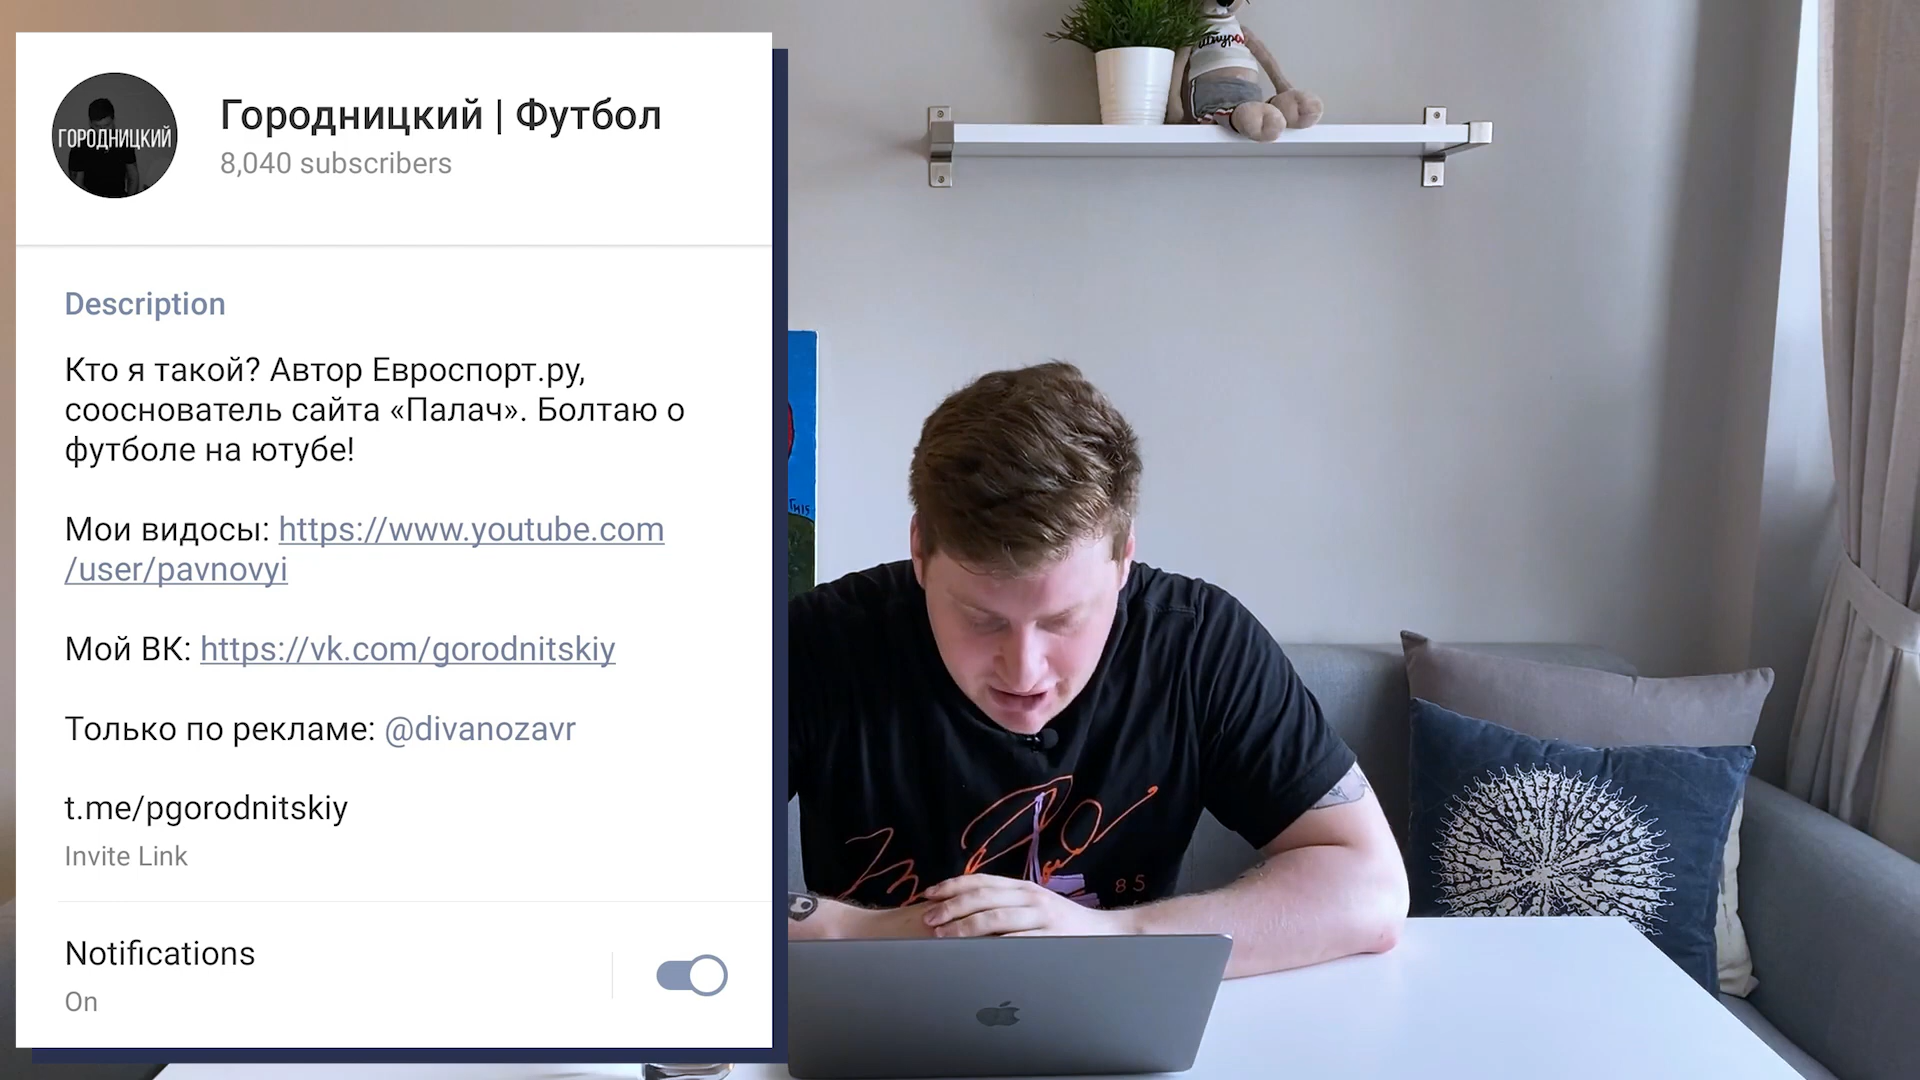 ГОРОДНИЦКИЙ
Городницкий | Футбол
8,040 subscribers
Description
Кто я такой? Автор Евроспорт.ру,
сооснователь сайта «Палач». Болтаю о
футболе на ютубе!
Мои видосы: https://www.youtube.com
/user/pavnovyi
Мой ВК: https://vk.com/gorodnitskiy
Только по рекламе: @divanozavr
t.me/pgorodnitskiy
Invite Link
Notifications
On
85